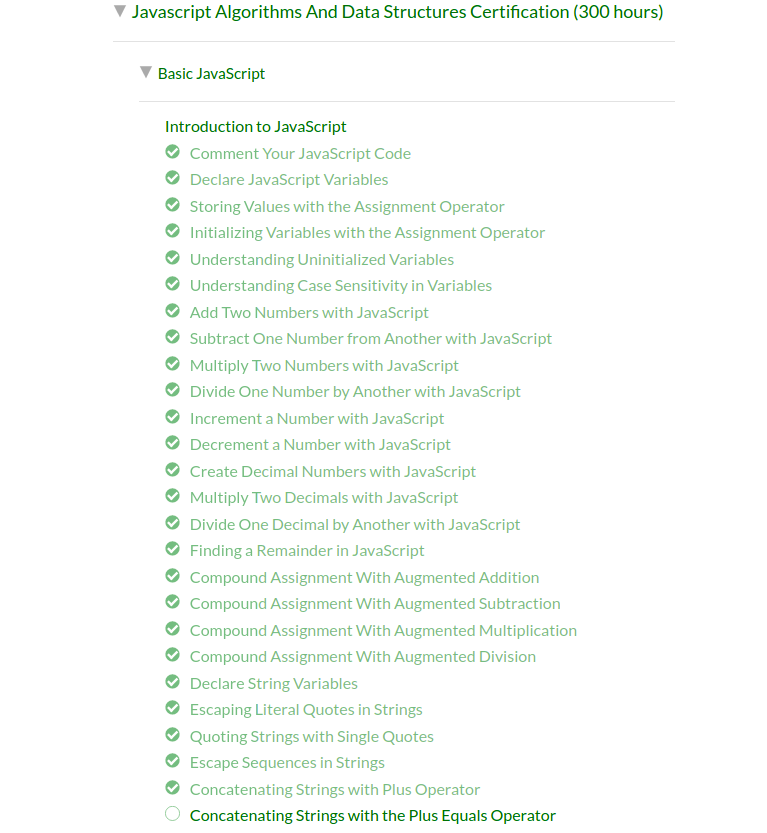 Javascript Algorithms And Data Structures Certification (300 hours)
Basic JavaScript
Introduction to JavaScript
Comment Your JavaScript Code
Declare JavaScript Variables
Storing Values with the Assignment Operator
Initializing Variables with the Assignment Operator
Understanding Uninitialized Variables
Understanding Case Sensitivity in Variables
Add Two Numbers with JavaScript
Subtract One Number from Another with JavaScript
Multiply Two Numbers with JavaScript
Divide One Number by Another with JavaScript
Increment a Number with JavaScript
Decrement a Number with JavaScript
Create Decimal Numbers with JavaScript
Multiply Two Decimals with JavaScript
Divide One Decimal by Another with JavaScript
Finding a Remainder in JavaScript
Compound Assignment With Augmented Addition
Compound Assignment With Augmented Subtraction
Compound Assignment With Augmented Multiplication
Compound Assignment With Augmented Division
Declare String Variables
Escaping Literal Quotes in Strings
Quoting Strings with Single Quotes
Escape Sequences in Strings
Concatenating Strings with Plus Operator
Concatenating Strings with the Plus Equals Operator